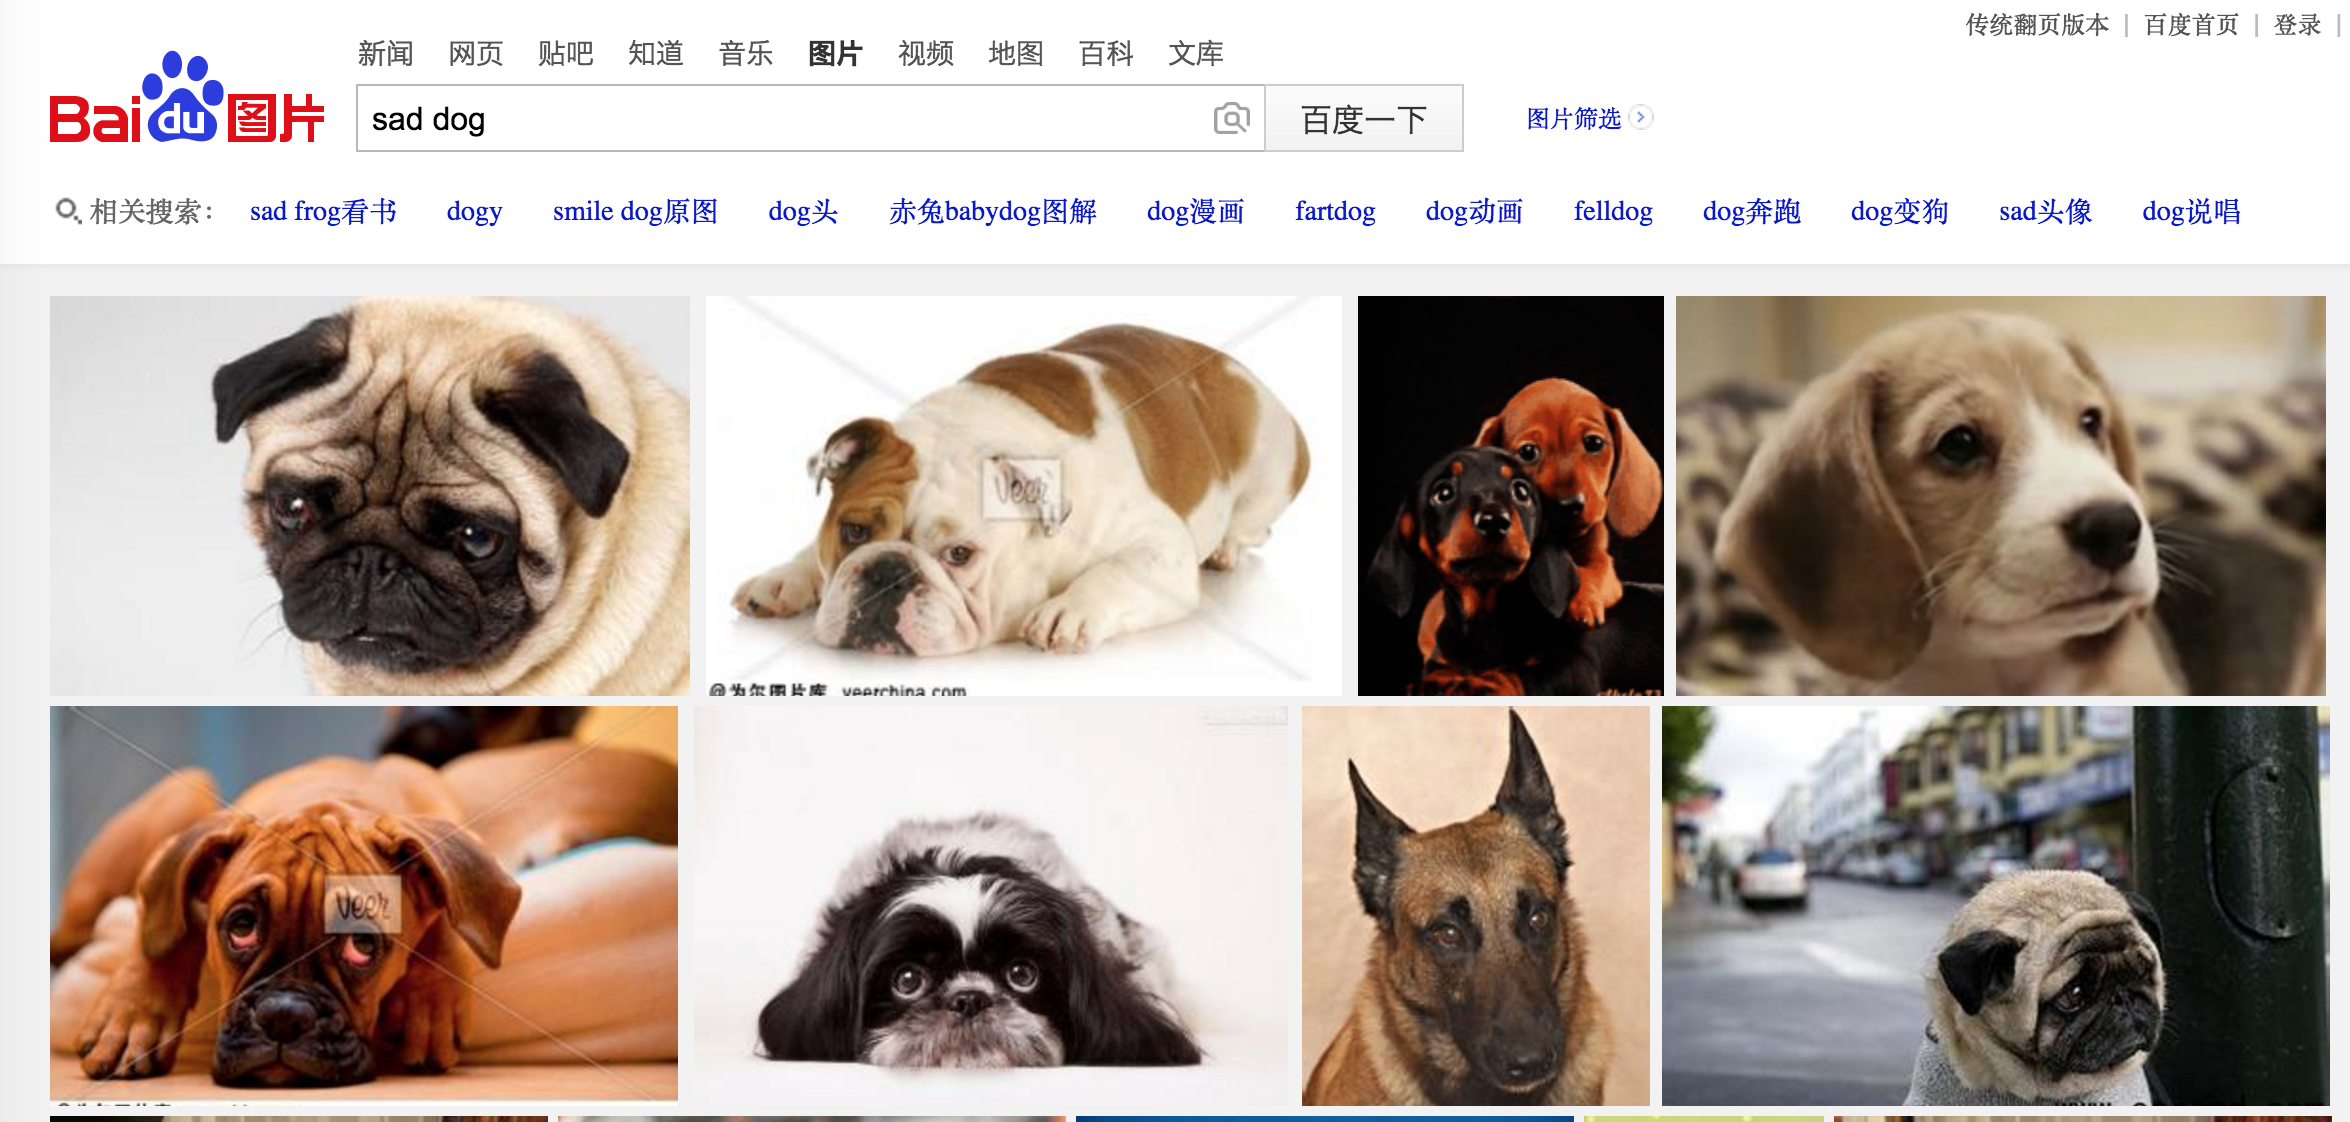 传统翻页版本 | 百度首页 | 登录 |
新闻 网页 贴吧 知道 音乐 图片 视频 地图 百科 文库
Bai du 图片
sad dog 百度一下 图片筛选
相关搜索: sad frog看书 dogy smile dog原图 dog头 赤兔babydog图解 dog漫画 fartdog dog动画 felldog dog奔跑 dog变狗 sad头像 dog说唱
Veer
@为尔图片库 veerchina.com
Veer